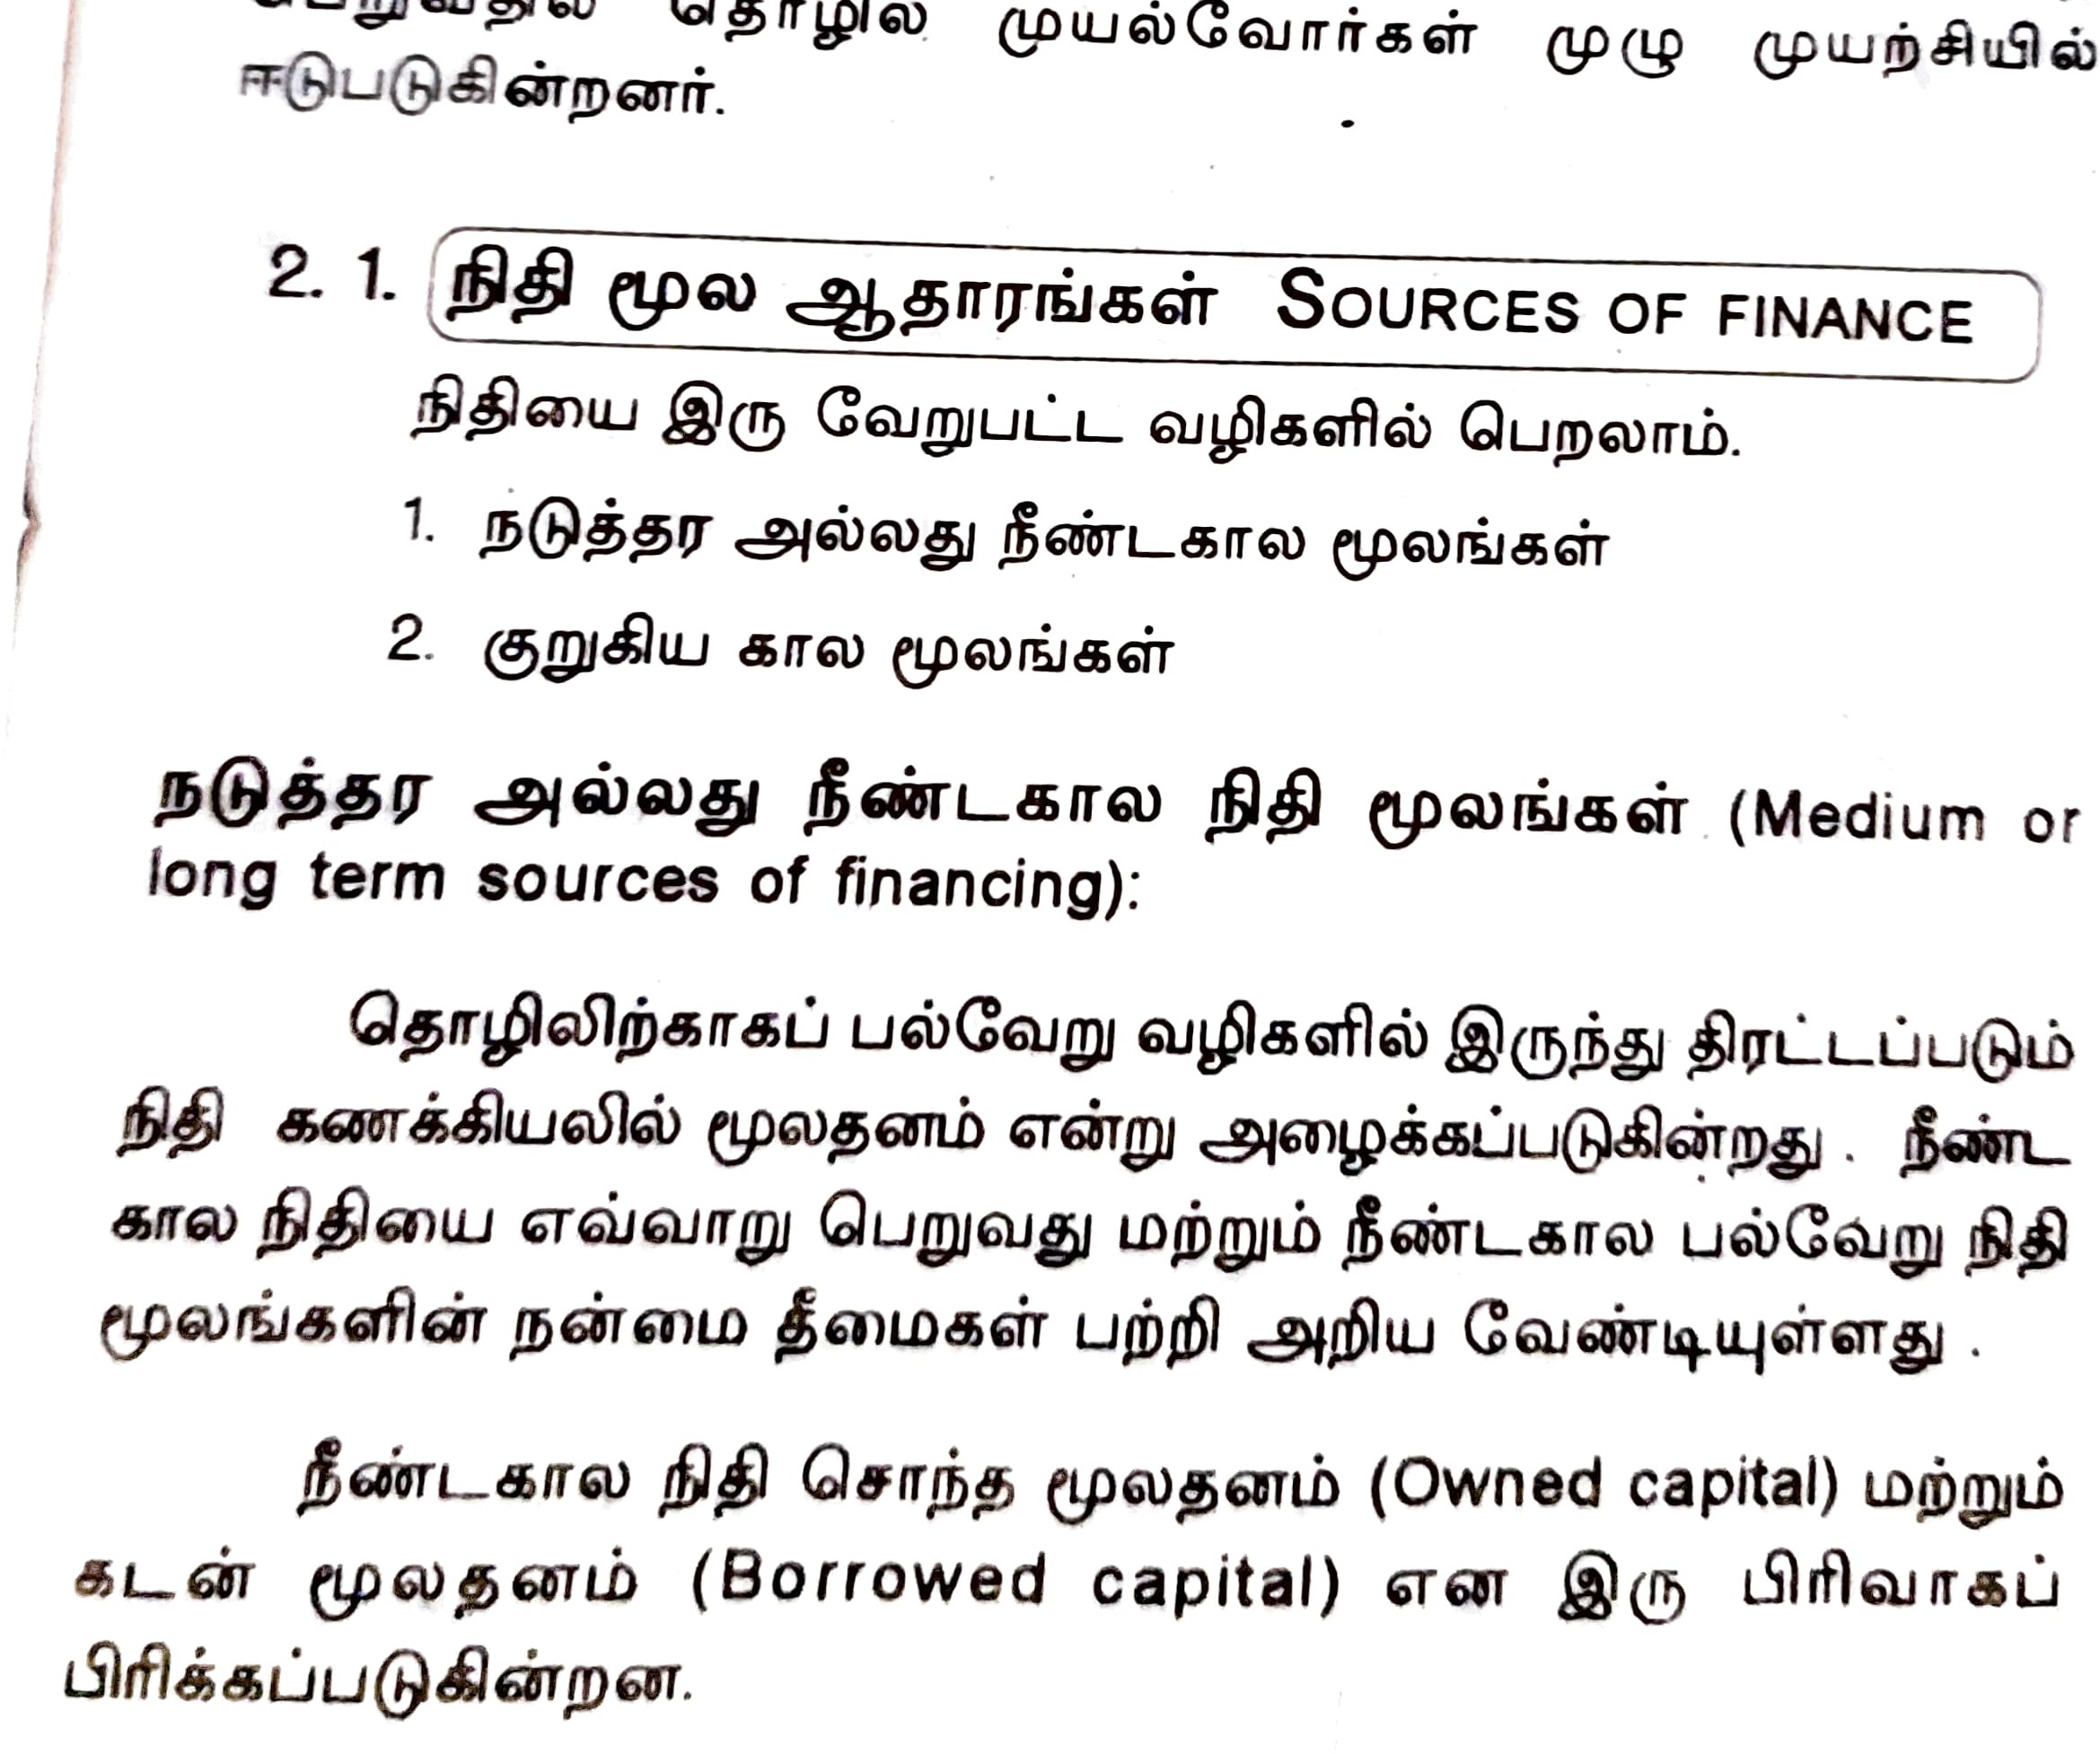 பெறுவதில் தொழில் முயல்வோர்கள் முழு முயற்சியில்
ஈடுபடுகின்றனர்.
2. 1. நிதி மூல ஆதாரங்கள் SOURCES OF FINANCE
நிதியை இரு வேறுபட்ட வழிகளில் பெறலாம்.
1. நடுத்தர அல்லது நீண்டகால மூலங்கள்
2. குறுகிய கால மூலங்கள்
நடுத்தர அல்லது நீண்டகால நிதி மூலங்கள் (Medium or
long term sources of financing):
தொழிலிற்காகப் பல்வேறு வழிகளில் இருந்து திரட்டப்படும்
நிதி கணக்கியலில் மூலதனம் என்று அழைக்கப்படுகின்றது . நீண்ட
கால நிதியை எவ்வாறு பெறுவது மற்றும் நீண்டகால பல்வேறு நிதி
மூலங்களின் நன்மை தீமைகள் பற்றி அறிய வேண்டியுள்ளது .
நீண்டகால நிதி சொந்த மூலதனம் (Owned capital) மற்றும்
கடன் மூலதனம் (Borrowed capital) என இரு பிரிவாகப்
பிரிக்கப்படுகின்றன.